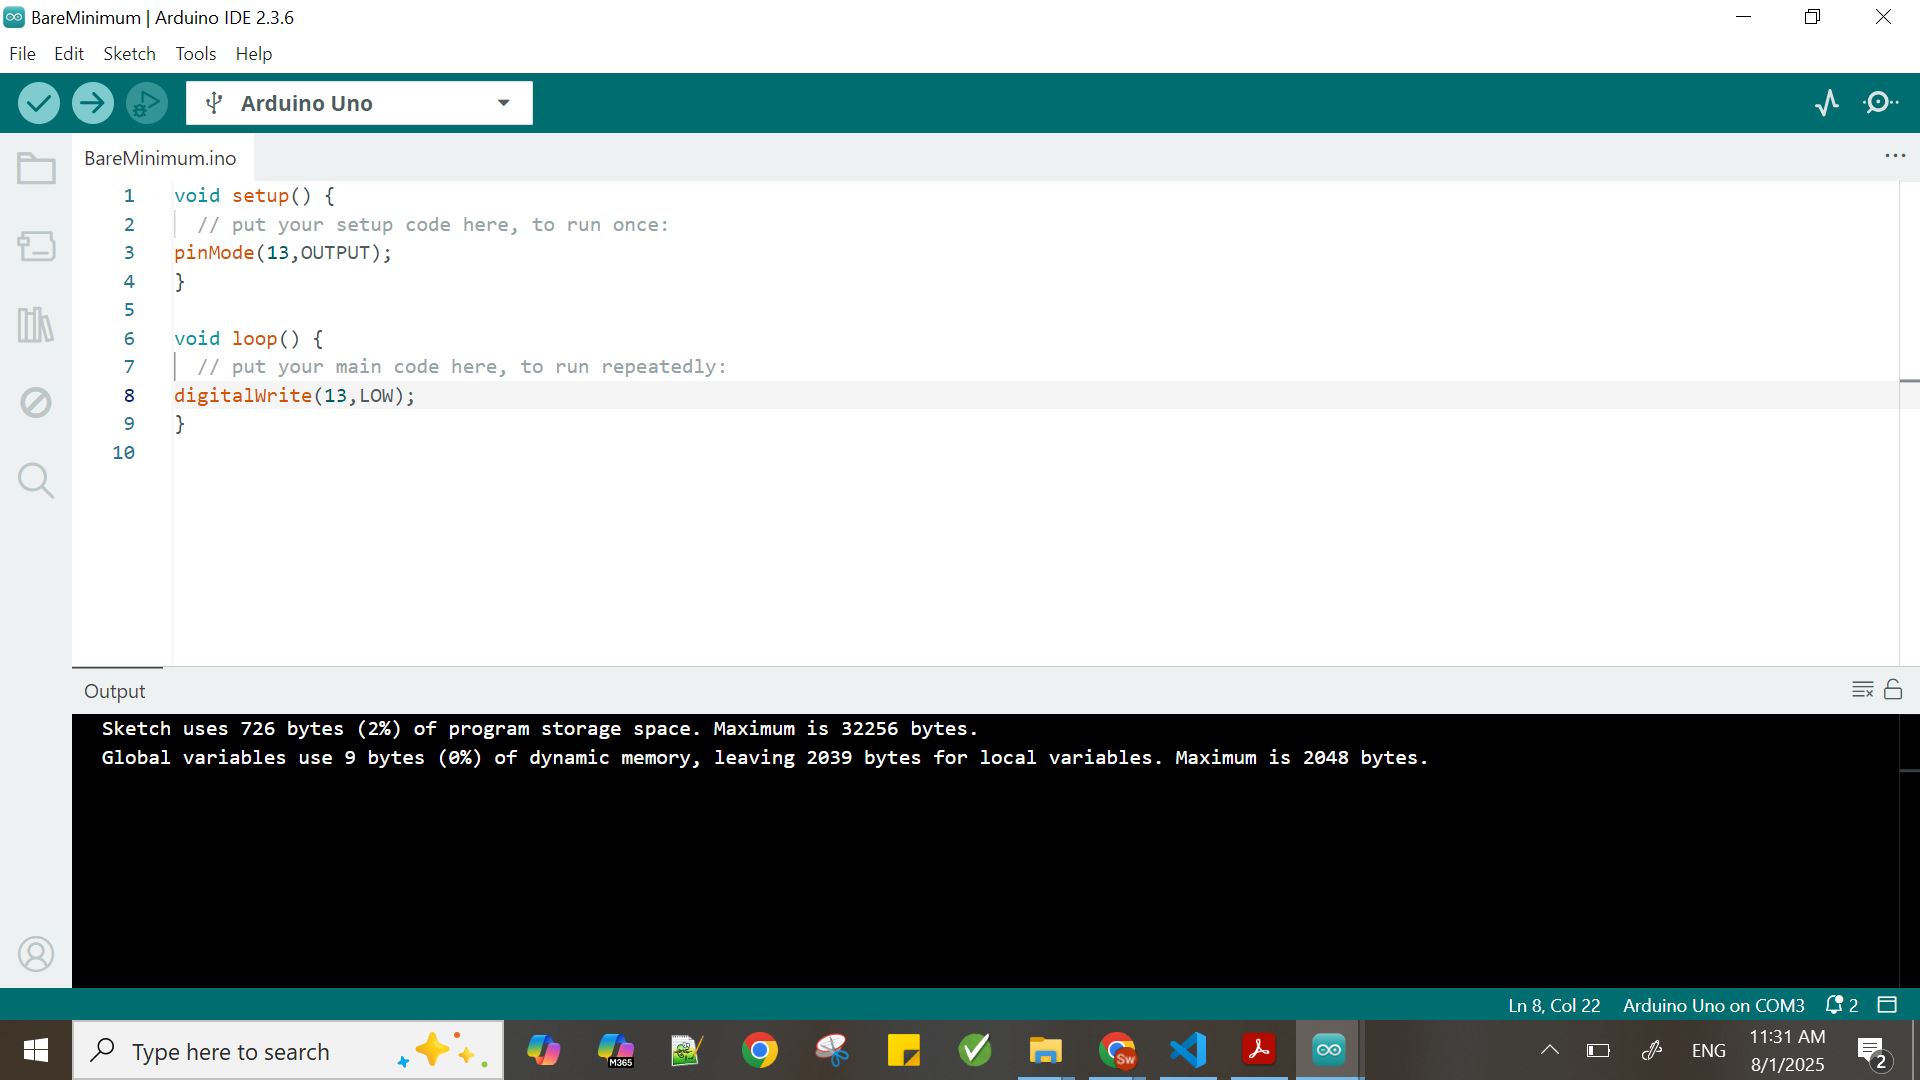 BareMinimum | Arduino IDE 2.3.6
File Edit Sketch Tools Help
Arduino Uno
BareMinimum.ino
1 void setup() {
2 // put your setup code here, to run once:
3 pinMode(13,OUTPUT);
4 }
5
6 void loop() {
7 // put your main code here, to run repeatedly:
8 digitalWrite(13,LOW);
9 }
10
Output
Sketch uses 726 bytes (2%) of program storage space. Maximum is 32256 bytes.
Global variables use 9 bytes (0%) of dynamic memory, leaving 2039 bytes for local variables. Maximum is 2048 bytes.
Ln 8, Col 22 Arduino Uno on COM3 2
Type here to search
M365
Sw
ENG
11:31 AM
8/1/2025
2